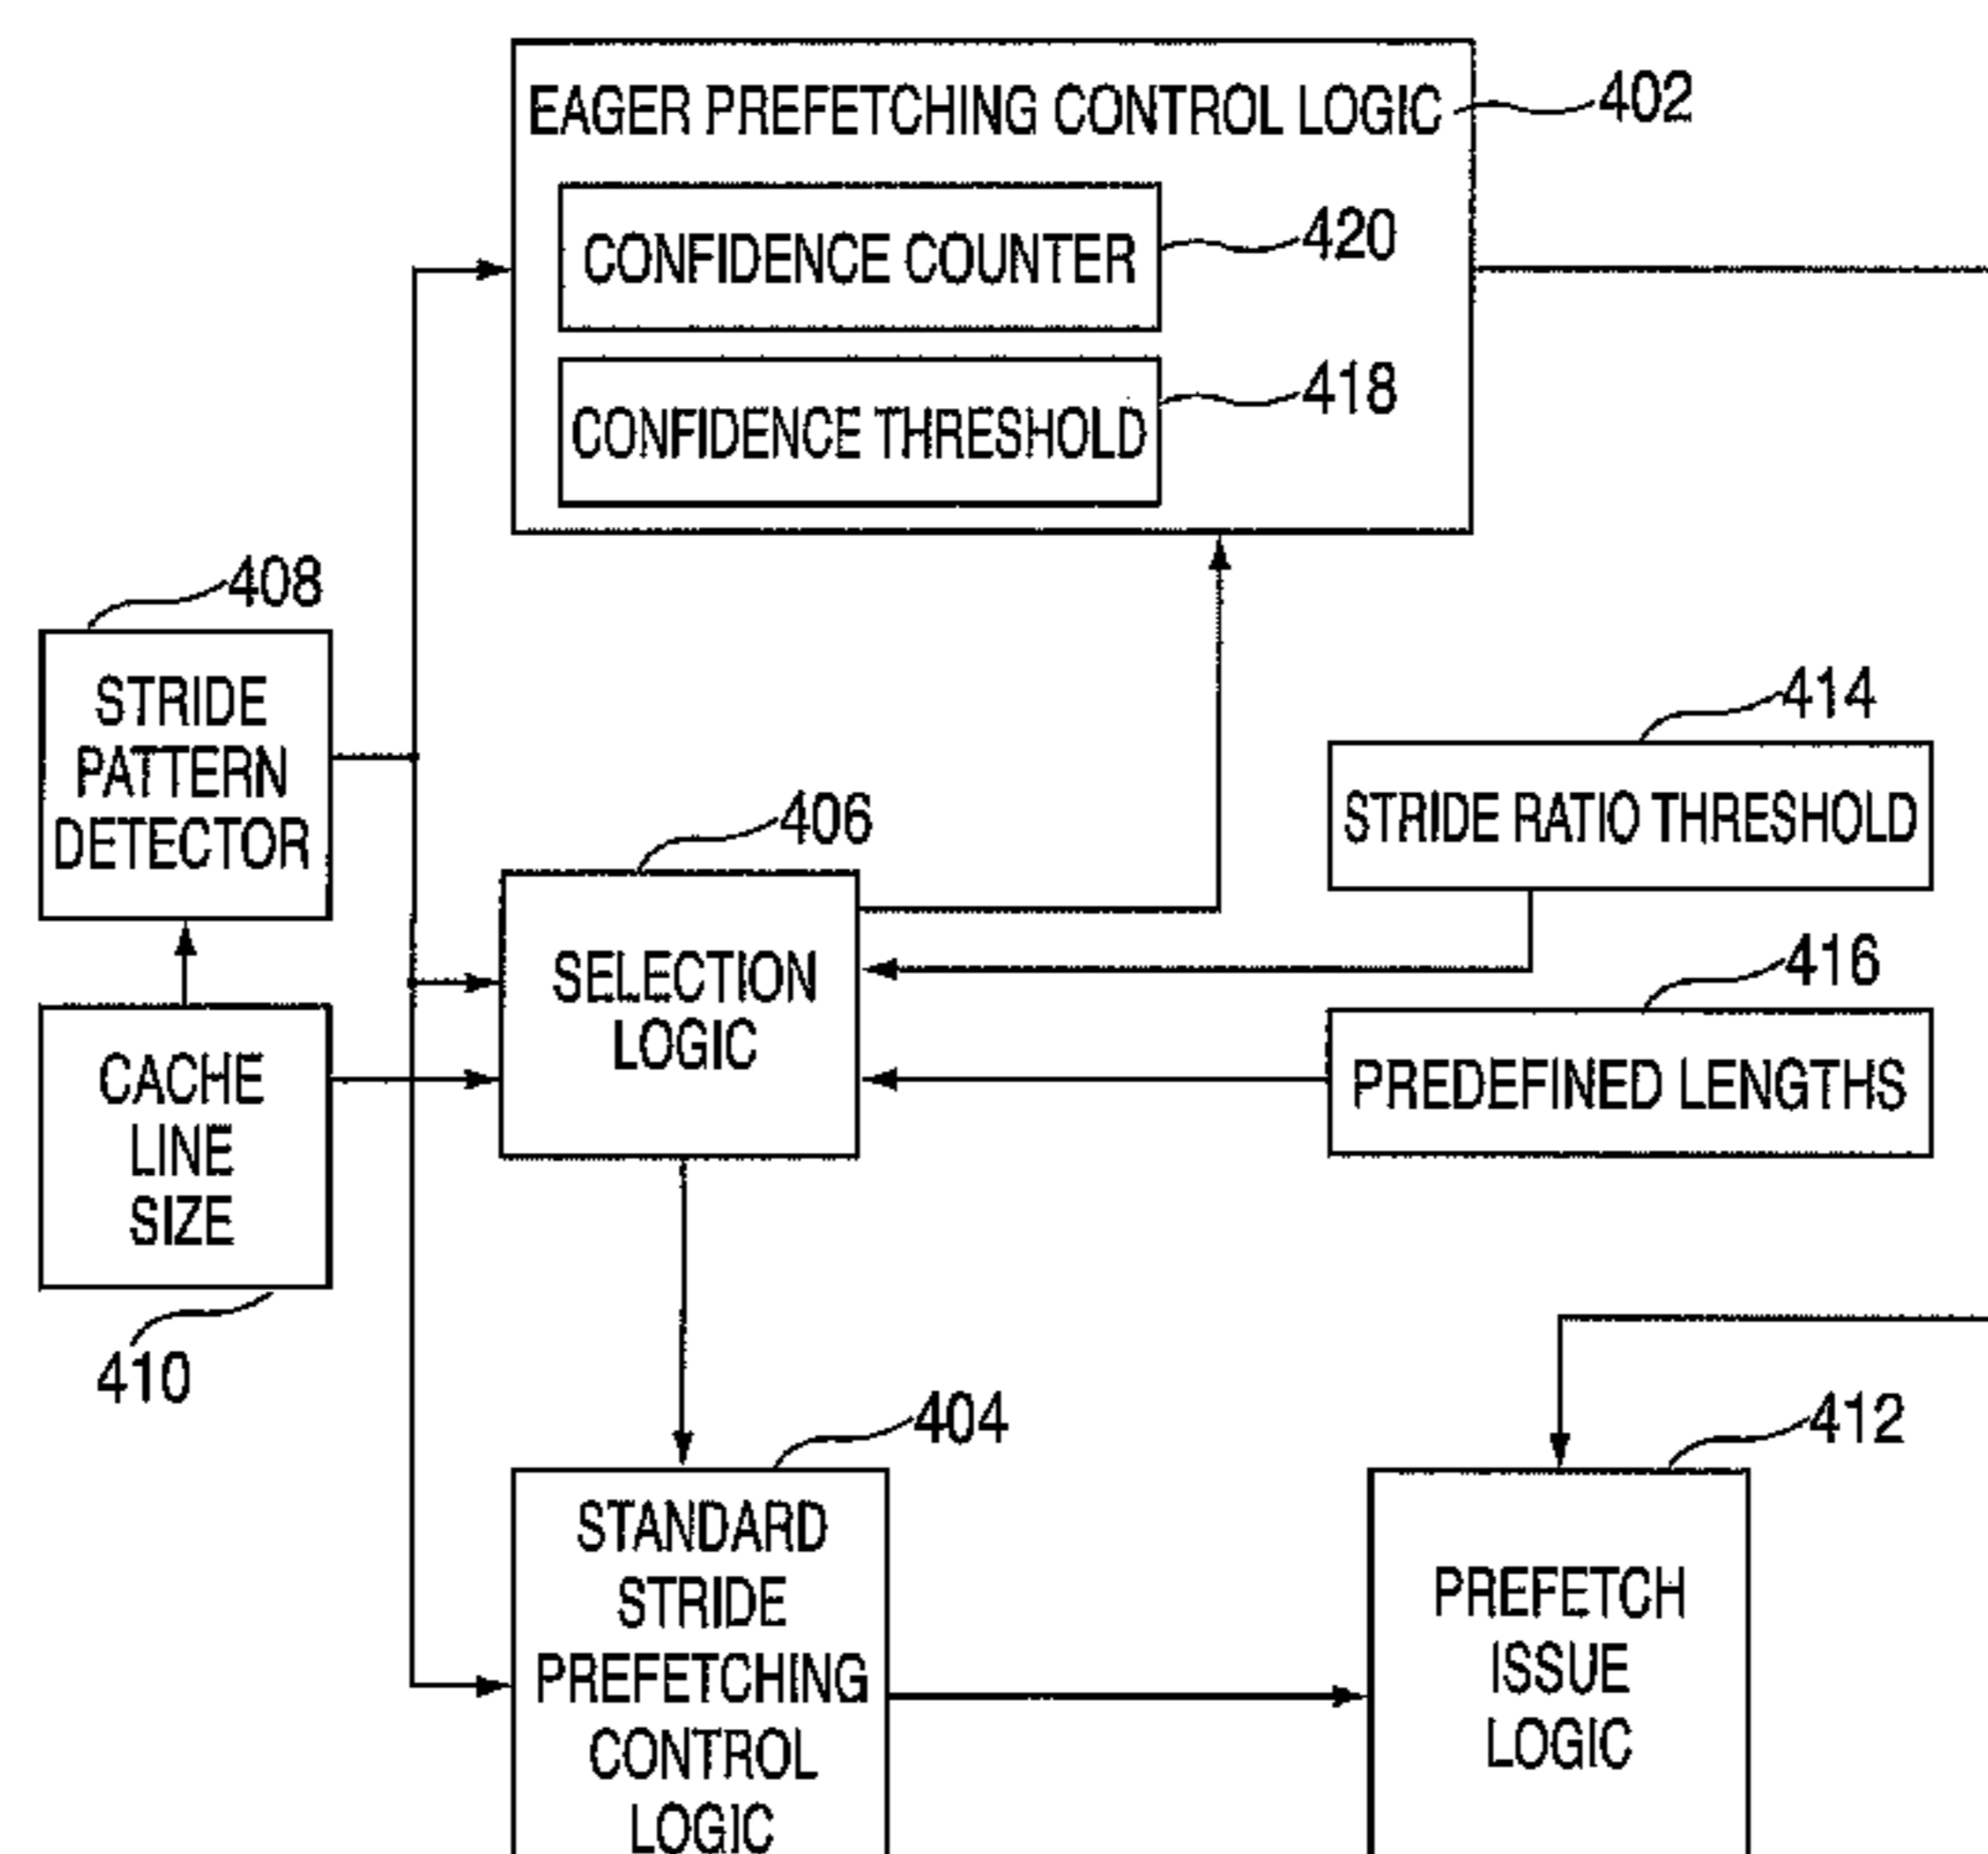 EAGER PREFETCHING CONTROL LOGIC
402
CONFIDENCE COUNTER
420
CONFIDENCE THRESHOLD
418
408
STRIDE
PATTERN
DETECTOR
414
STRIDE RATIO THRESHOLD
406
SELECTION
LOGIC
416
PREDEFINED LENGTHS
CACHE
LINE
SIZE
410
404
STANDARD
STRIDE
PREFETCHING
CONTROL
LOGIC
412
PREFETCH
ISSUE
LOGIC